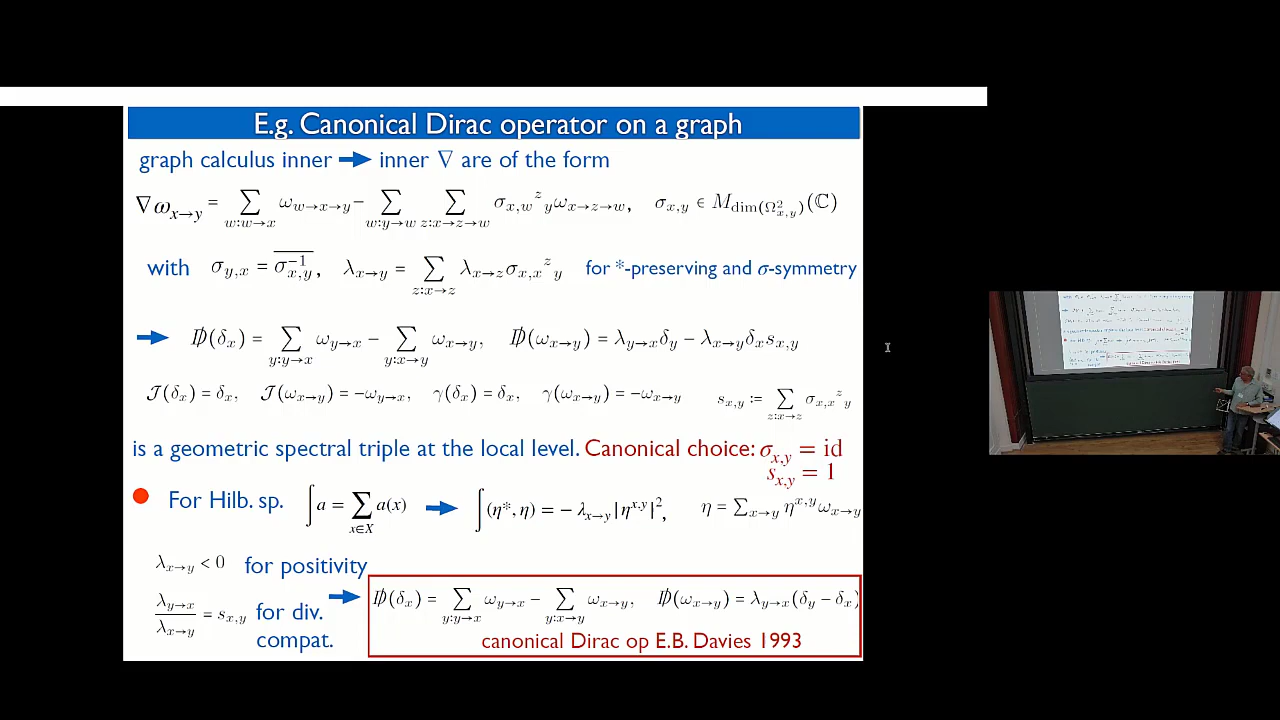 E.g. Canonical Dirac operator on a graph
graph calculus inner ➡ inner ∇ are of the form
∇ω_{x→y} = ∑_{w:w→x} ω_{w→x→y} − ∑_{w:y→w} ∑_{z:x→z→w} σ_{x,w}{}^{z}{}_{y} ω_{x→z→w}, σ_{x,y} ∈ M_{dim(Ω²_{x,y})}(ℂ)
with σ_{y,x} = \overline{σ_{x,y}^{-1}}, λ_{x→y} = ∑_{z:x→z} λ_{x→z} σ_{x,x}{}^{z}{}_{y} for *-preserving and σ-symmetry
➡ D̸(δ_x) = ∑_{y:y→x} ω_{y→x} − ∑_{y:x→y} ω_{x→y}, D̸(ω_{x→y}) = λ_{y→x}δ_y − λ_{x→y}δ_x s_{x,y}
𝒥(δ_x) = δ_x, 𝒥(ω_{x→y}) = −ω_{y→x}, γ(δ_x) = δ_x, γ(ω_{x→y}) = −ω_{x→y} s_{x,y} := ∑_{z:x→z} σ_{x,x}{}^{z}{}_{y}
is a geometric spectral triple at the local level. Canonical choice: σ_{x,y} = id
s_{x,y} = 1
● For Hilb. sp. ∫a = ∑_{x∈X} a(x) ➡ ∫(η*, η) = − λ_{x→y}|η^{x,y}|², η = ∑_{x→y} η^{x,y} ω_{x→y}
λ_{x→y} < 0 for positivity
λ_{y→x}/λ_{x→y} = s_{x,y} for div.
compat.
➡ D̸(δ_x) = ∑_{y:y→x} ω_{y→x} − ∑_{y:x→y} ω_{x→y}, D̸(ω_{x→y}) = λ_{y→x}(δ_y − δ_x)
canonical Dirac op E.B. Davies 1993